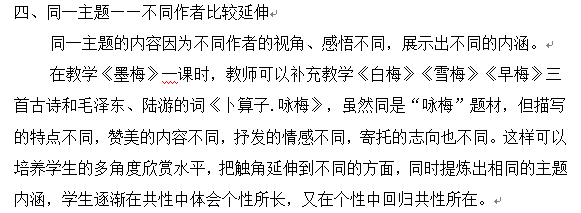 四、同一主题——不同作者比较延伸
同一主题的内容因为不同作者的视角、感悟不同，展示出不同的内涵。
在教学《墨梅》一课时，教师可以补充教学《白梅》《雪梅》《早梅》三
首古诗和毛泽东、陆游的词《卜算子.咏梅》，虽然同是“咏梅”题材，但描写
的特点不同，赞美的内容不同，抒发的情感不同，寄托的志向也不同。这样可以
培养学生的多角度欣赏水平，把触角延伸到不同的方面，同时提炼出相同的主题
内涵，学生逐渐在共性中体会个性所长，又在个性中回归共性所在。